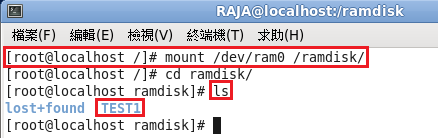 RAJA@localhost:/ramdisk
檔案(F) 編輯(E) 檢視(V) 終端機(T) 求助(H)
[root@localhost /]# mount /dev/ram0 /ramdisk/
[root@localhost /]# cd ramdisk/
[root@localhost ramdisk]# ls
lost+found TEST1
[root@localhost ramdisk]#